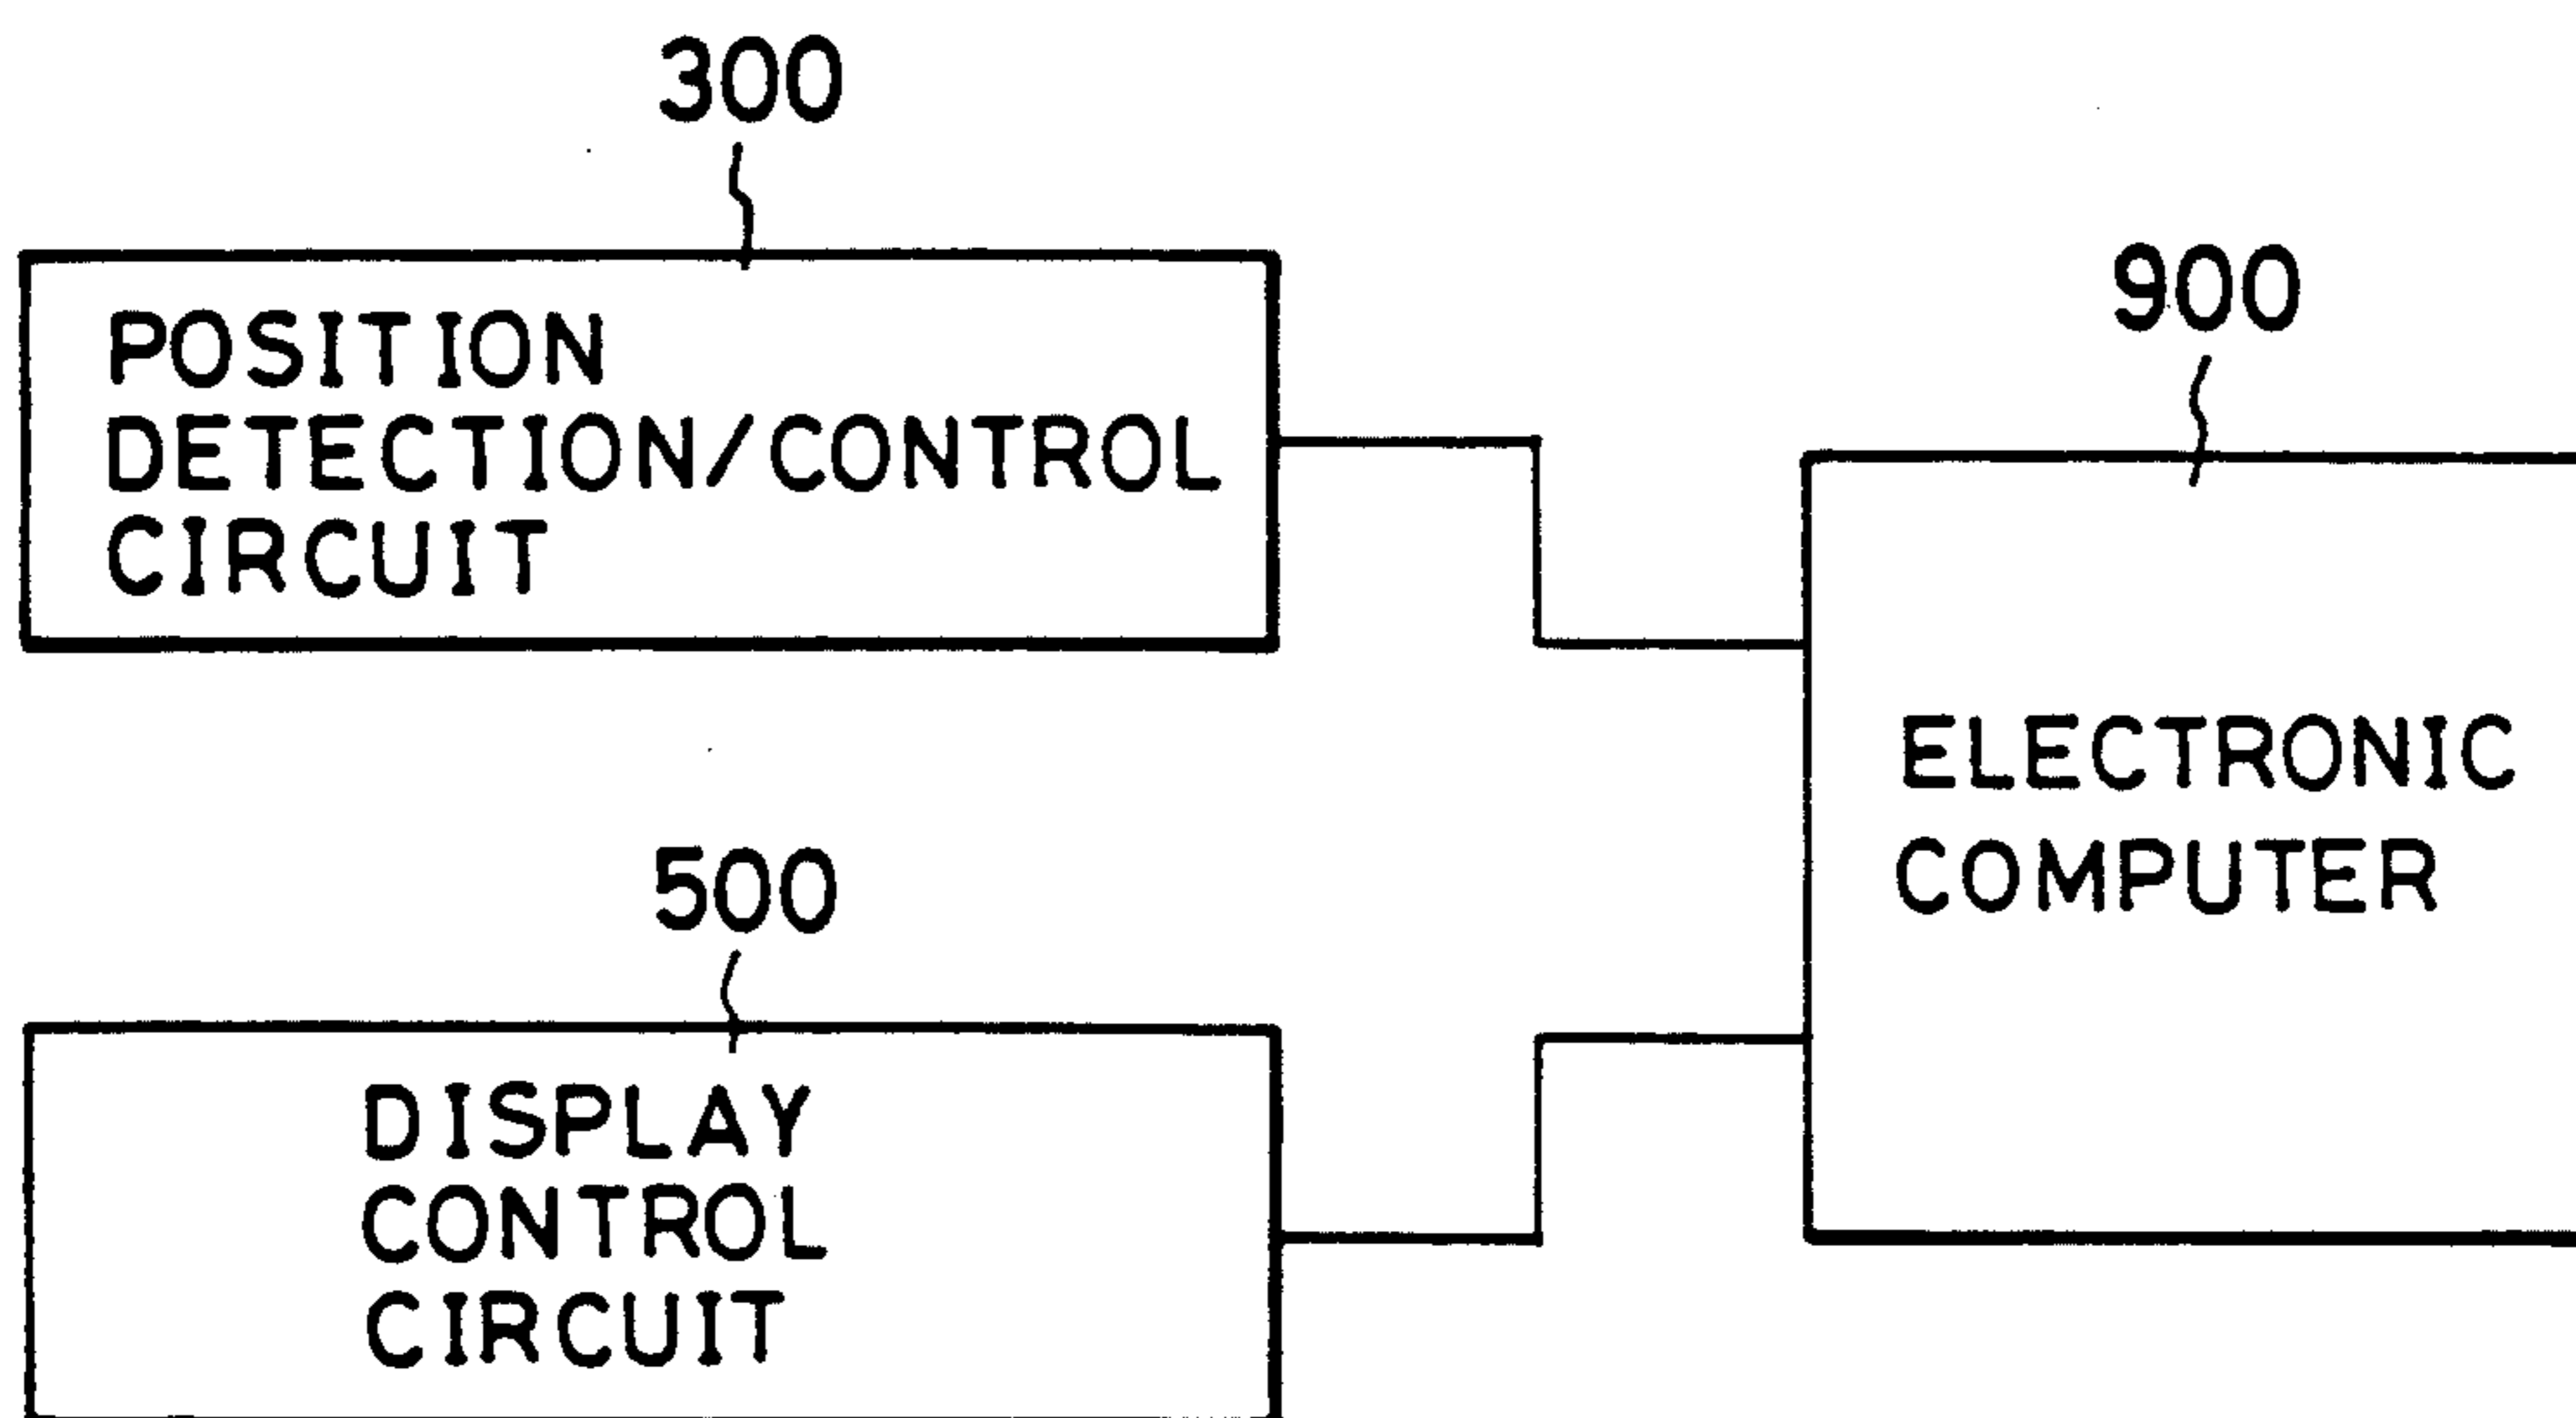 300
POSITION
DETECTION/CONTROL
CIRCUIT
900
ELECTRONIC
COMPUTER
500
DISPLAY
CONTROL
CIRCUIT